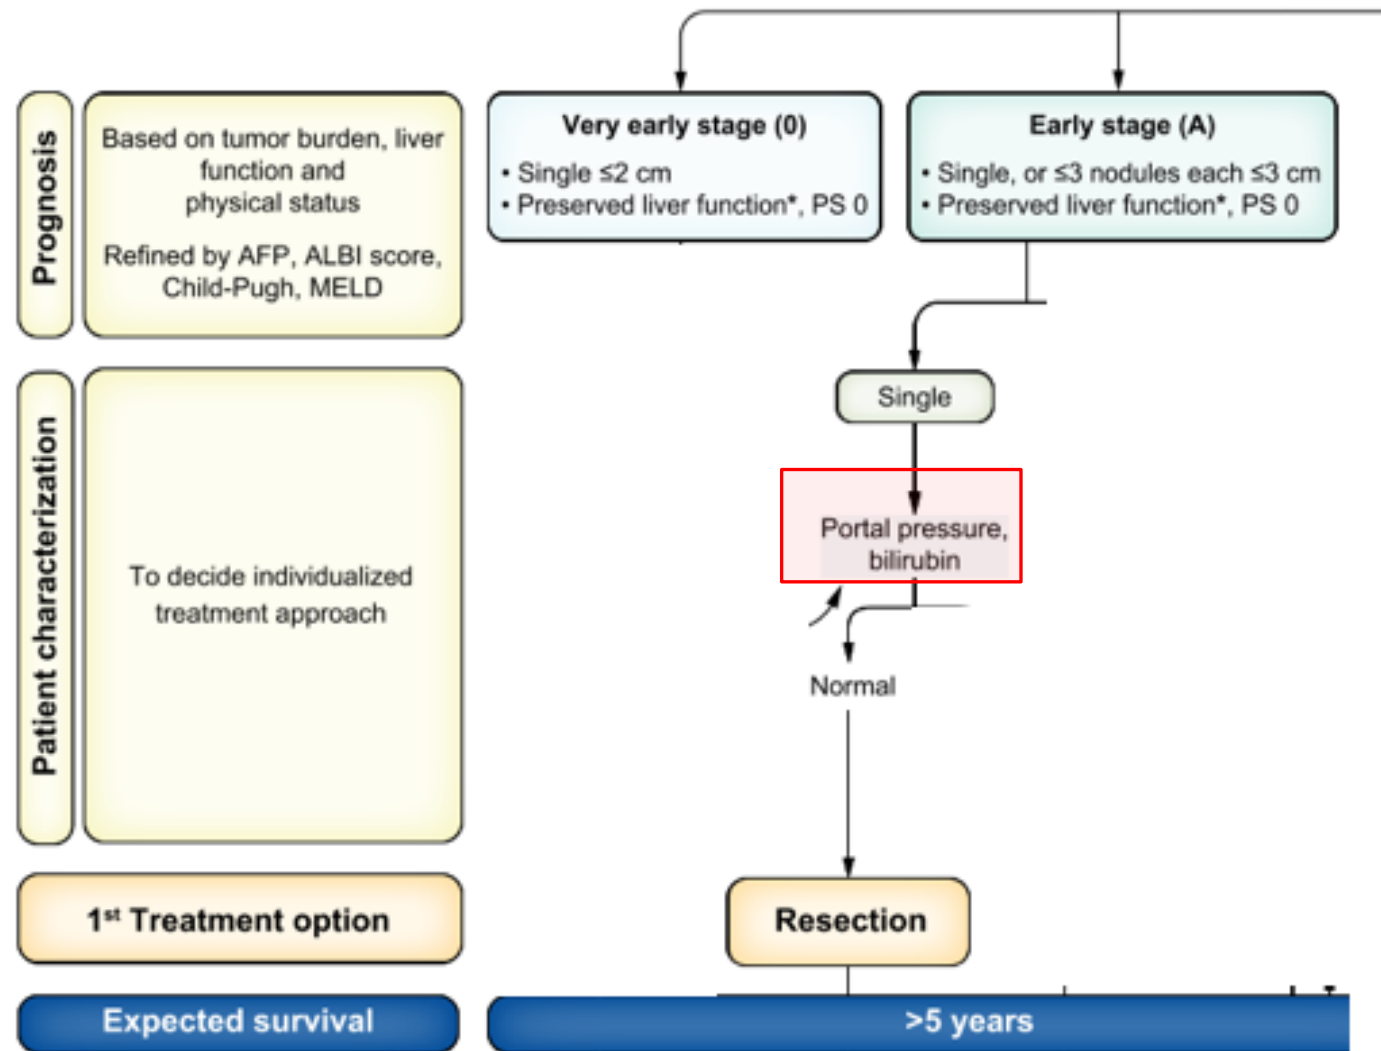 Prognosis
Based on tumor burden, liver
function and
physical status
Refined by AFP, ALBI score,
Child-Pugh, MELD
Very early stage (0)
• Single ≤2 cm
• Preserved liver function*, PS 0
Early stage (A)
• Single, or ≤3 nodules each ≤3 cm
• Preserved liver function*, PS 0
Patient characterization
To decide individualized
treatment approach
Single
Portal pressure,
bilirubin
Normal
1st Treatment option
Resection
Expected survival
>5 years